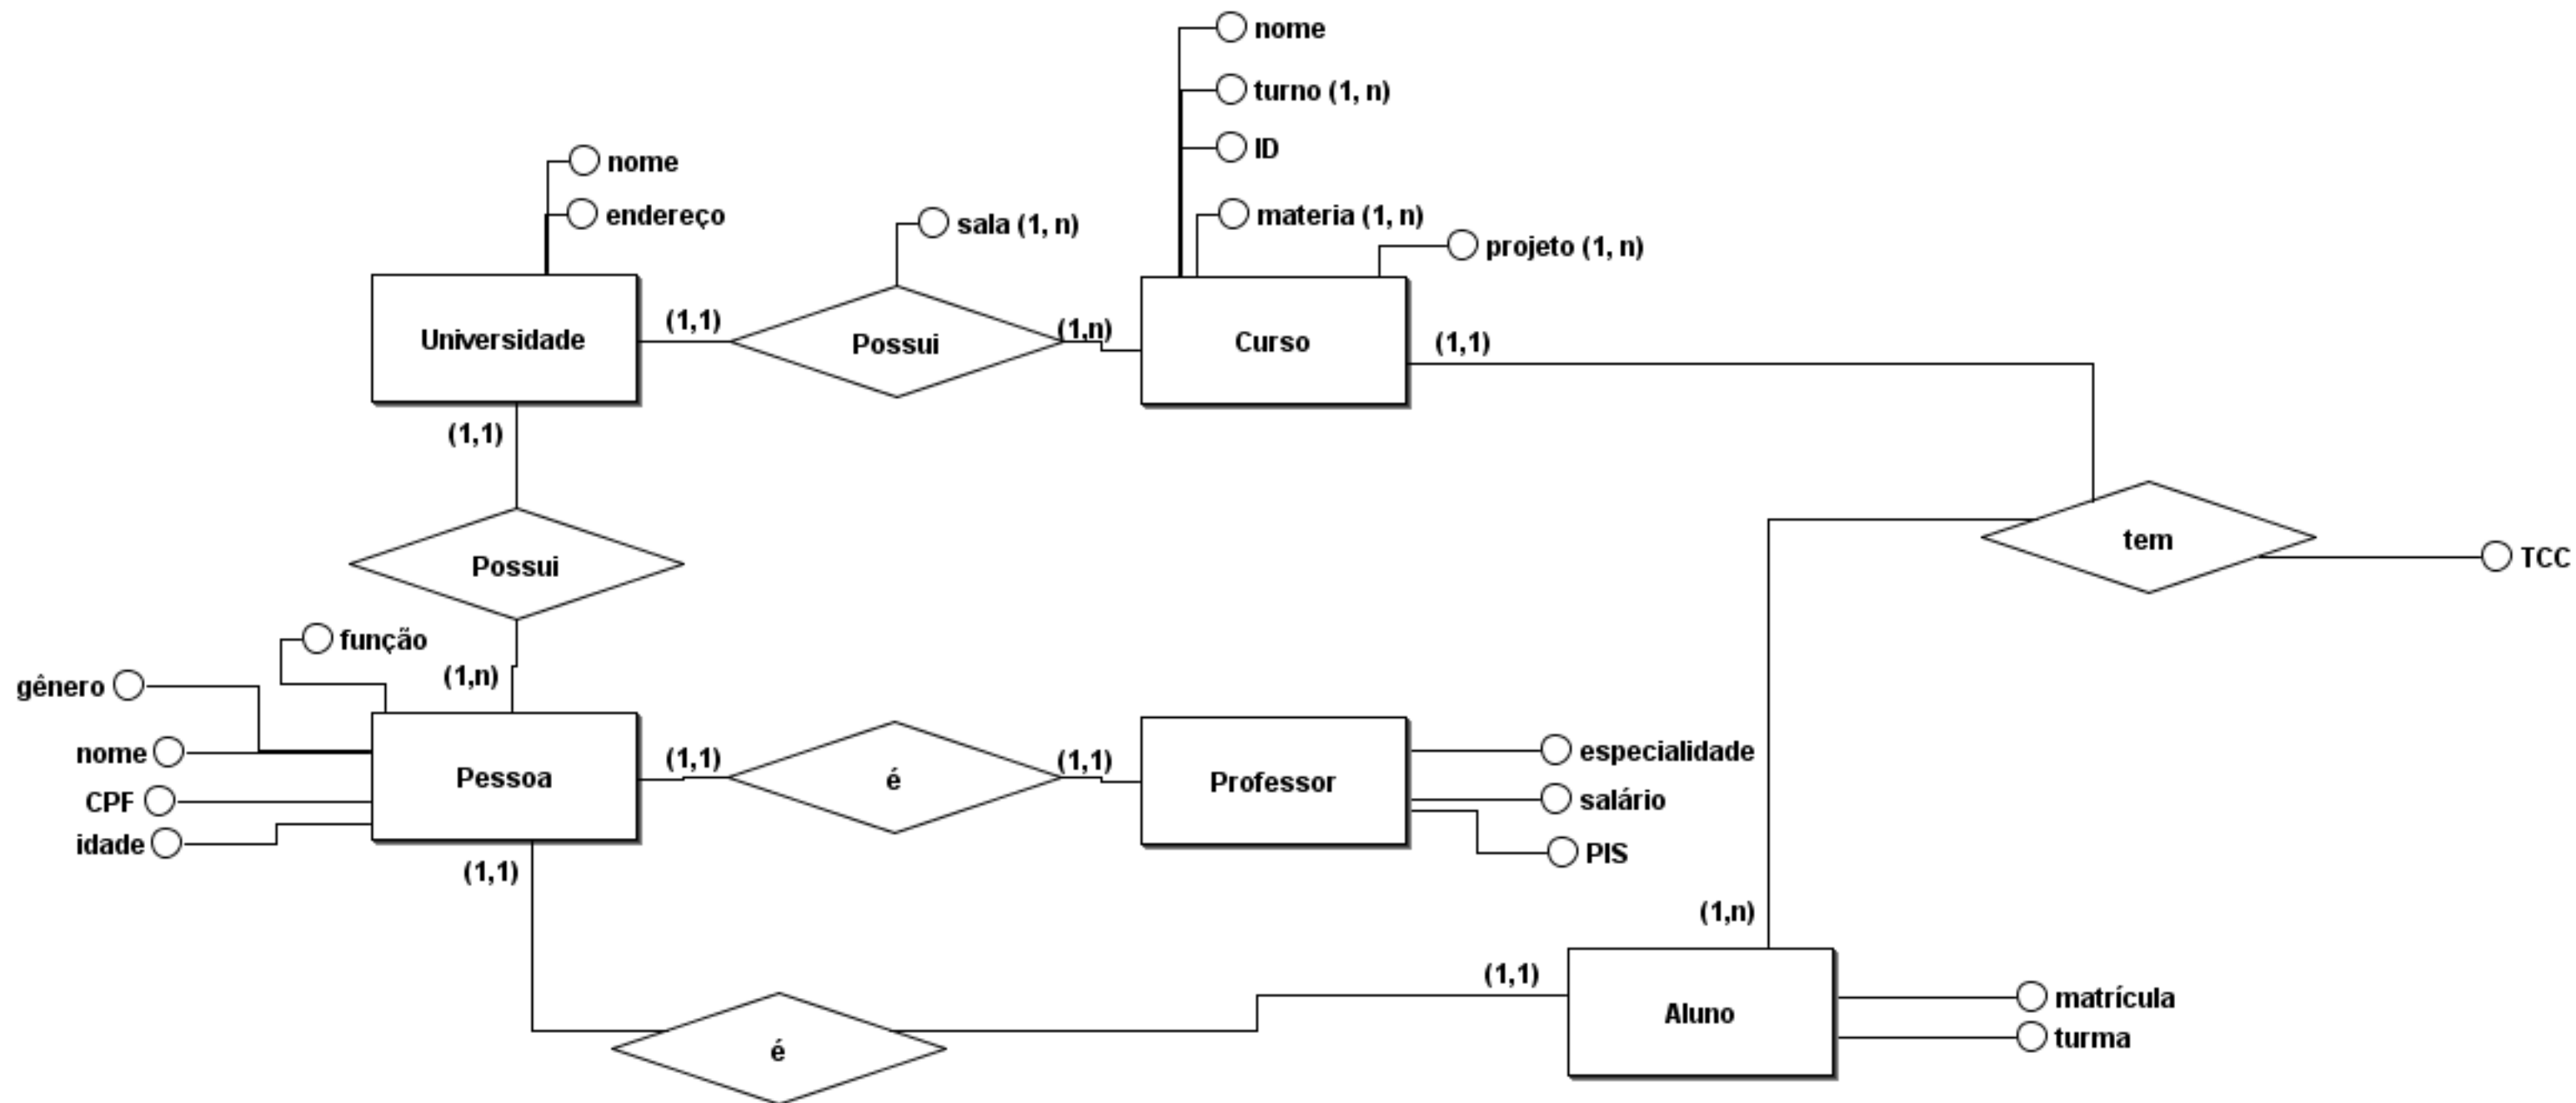 nome
turno (1, n)
ID
nome
endereço
sala (1, n)
materia (1, n)
projeto (1, n)
Universidade
(1,1)
Possui
(1,n)
Curso
(1,1)
(1,1)
Possui
tem
TCC
função
gênero
(1,n)
nome
CPF
idade
Pessoa
(1,1)
é
(1,1)
Professor
especialidade
salário
PIS
(1,1)
(1,n)
(1,1)
é
Aluno
matrícula
turma